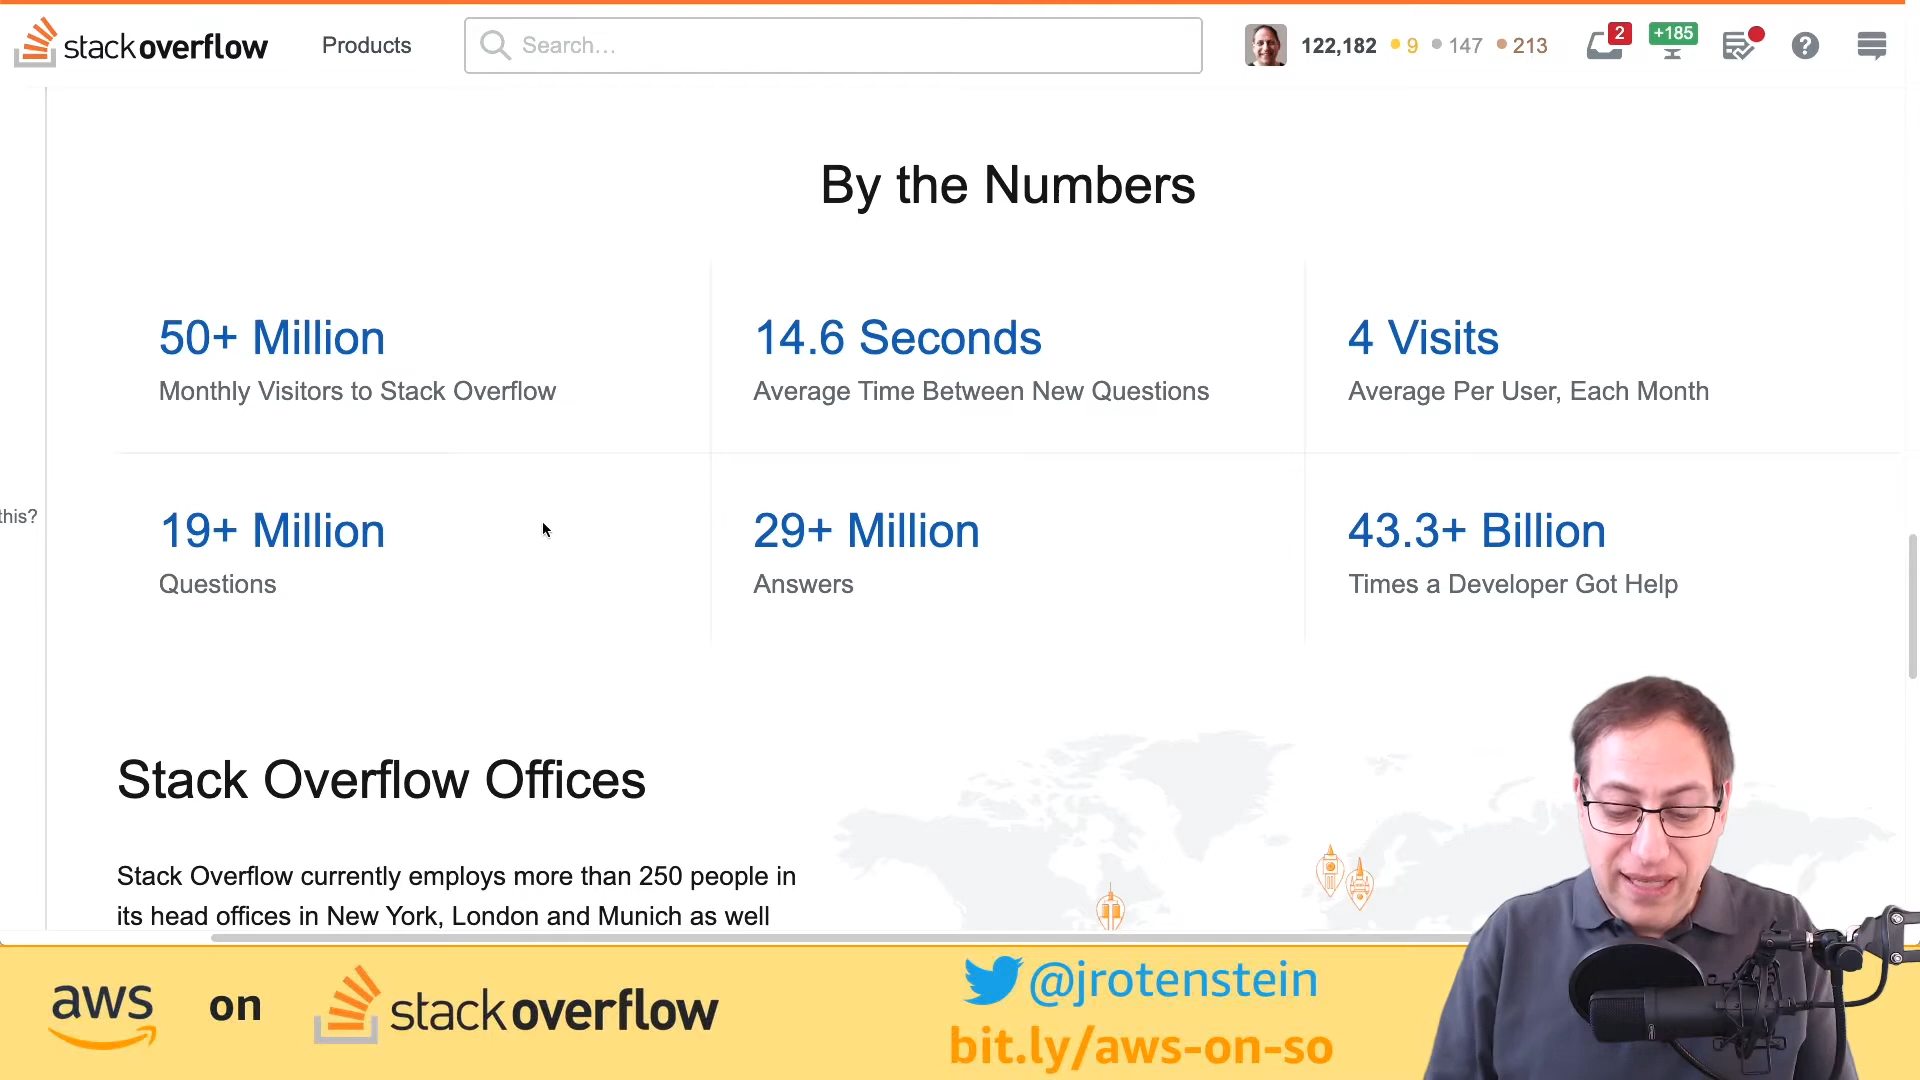 stackoverflow
Products
Search...
122,182 9 147 213
2
+185
?
By the Numbers
50+ Million
Monthly Visitors to Stack Overflow
14.6 Seconds
Average Time Between New Questions
4 Visits
Average Per User, Each Month
this?
19+ Million
Questions
29+ Million
Answers
43.3+ Billion
Times a Developer Got Help
Stack Overflow Offices
Stack Overflow currently employs more than 250 people in
its head offices in New York, London and Munich as well
aws on stackoverflow
@jrotenstein
bit.ly/aws-on-so